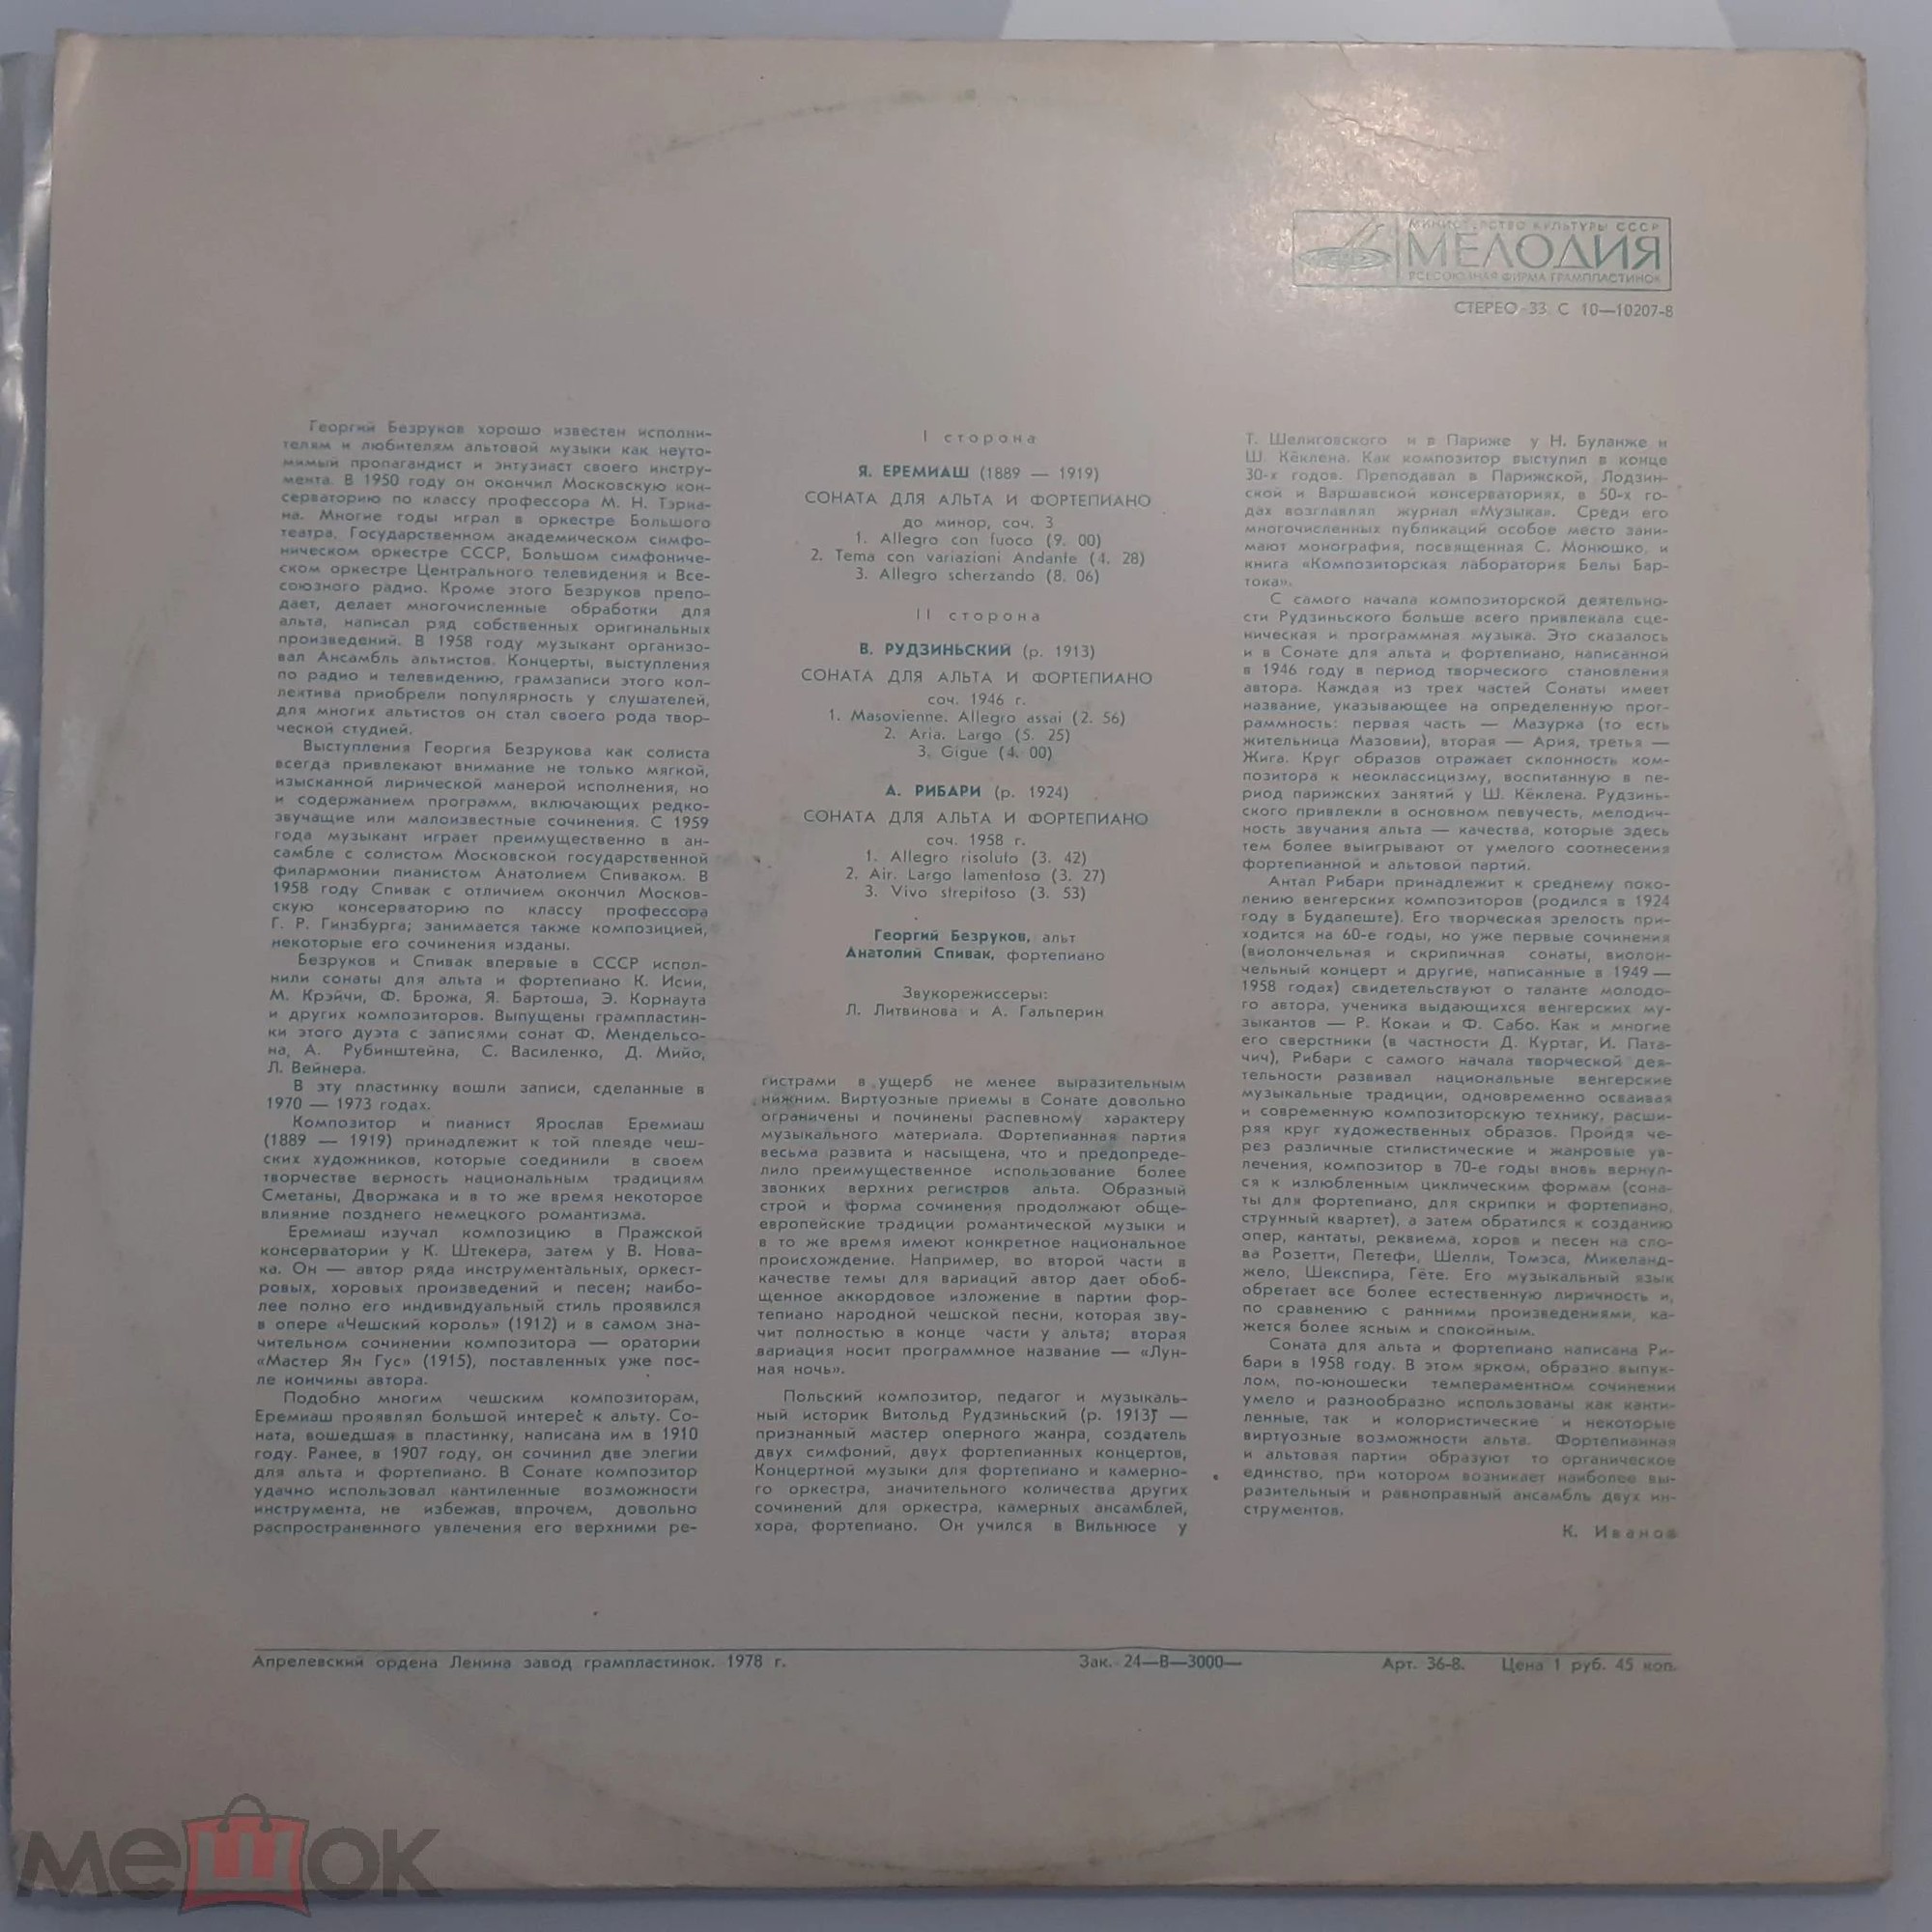 МИНИСТЕРСТВО КУЛЬТУРЫ СССР
МЕЛОДИЯ
ВСЕСОЮЗНАЯ ФИРМА ГРАМПЛАСТИНОК
СТЕРЕО-33 С 10—10207-8
Георгий Безруков хорошо известен исполни-
телям и любителям альтовой музыки как неуто-
мимый пропагандист и энтузиаст своего инстру-
мента. В 1950 году он окончил Московскую кон-
серваторию по классу профессора М. Н. Тэриа-
на. Многие годы играл в оркестре Большого
театра, Государственном академическом симфо-
ническом оркестре СССР, Большом симфониче-
ском оркестре Центрального телевидения и Все-
союзного радио. Кроме этого Безруков препо-
дает, делает многочисленные обработки для
альта, написал ряд собственных оригинальных
произведений. В 1958 году музыкант организо-
вал Ансамбль альтистов. Концерты, выступления
по радио и телевидению, грамзаписи этого кол-
лектива приобрели популярность у слушателей,
для многих альтистов он стал своего рода твор-
ческой студией.
Выступления Георгия Безрукова как солиста
всегда привлекают внимание не только мягкой,
изысканной лирической манерой исполнения, но
и содержанием программ, включающих редко-
звучащие или малоизвестные сочинения. С 1959
года музыкант играет преимущественно в ан-
самбле с солистом Московской государственной
филармонии пианистом Анатолием Спиваком. В
1958 году Спивак с отличием окончил Москов-
скую консерваторию по классу профессора
Г. Р. Гинзбурга; занимается также композицией,
некоторые его сочинения изданы.
Безруков и Спивак впервые в СССР испол-
нили сонаты для альта и фортепиано К. Исии,
М. Крэйчи, Ф. Брожа, Я. Бартоша, Э. Корнаута
и других композиторов. Выпущены грампластин-
ки этого дуэта с записями сонат Ф. Мендельсо-
на, А. Рубинштейна, С. Василенко, Д. Мийо,
Л. Вейнера.
В эту пластинку вошли записи, сделанные в
1970 — 1973 годах.
Композитор и пианист Ярослав Еремиаш
(1889 — 1919) принадлежит к той плеяде чеш-
ских художников, которые соединили в своем
творчестве верность национальным традициям
Сметаны, Дворжака и в то же время некоторое
влияние позднего немецкого романтизма.
Еремиаш изучал композицию в Пражской
консерватории у К. Штекера, затем у В. Нова-
ка. Он — автор ряда инструментальных, оркест-
ровых, хоровых произведений и песен; наибо-
лее полно его индивидуальный стиль проявился
в опере «Чешский король» (1912) и в самом зна-
чительном сочинении композитора — оратории
«Мастер Ян Гус» (1915), поставленных уже пос-
ле кончины автора.
Подобно многим чешским композиторам,
Еремиаш проявлял большой интерес к альту. Со-
ната, вошедшая в пластинку, написана им в 1910
году. Ранее, в 1907 году, он сочинил две элегии
для альта и фортепиано. В Сонате композитор
удачно использовал кантиленные возможности
инструмента, не избежав, впрочем, довольно
распространенного увлечения его верхними ре-
I сторона
Я. ЕРЕМИАШ (1889 — 1919)
СОНАТА ДЛЯ АЛЬТА И ФОРТЕПИАНО
до минор, соч. 3
1. Allegro con fuoco (9. 00)
2. Tema con variazioni Andante (4. 28)
3. Allegro scherzando (8. 06)
II сторона
В. РУДЗИНЬСКИЙ (р. 1913)
СОНАТА ДЛЯ АЛЬТА И ФОРТЕПИАНО
соч. 1946 г.
1. Masovienne. Allegro assai (2. 56)
2. Aria. Largo (5. 25)
3. Gigue (4. 00)
А. РИБАРИ (р. 1924)
СОНАТА ДЛЯ АЛЬТА И ФОРТЕПИАНО
соч. 1958 г.
1. Allegro risoluto (3. 42)
2. Air. Largo lamentoso (3. 27)
3. Vivo strepitoso (3. 53)
Георгий Безруков, альт
Анатолий Спивак, фортепиано
Звукорежиссеры:
Л. Литвинова и А. Гальперин
гистрами в ущерб не менее выразительным
нижним. Виртуозные приемы в Сонате довольно
ограничены и починены распевному характеру
музыкального материала. Фортепианная партия
весьма развита и насыщена, что и предопреде-
лило преимущественное использование более
звонких верхних регистров альта. Образный
строй и форма сочинения продолжают обще-
европейские традиции романтической музыки и
в то же время имеют конкретное национальное
происхождение. Например, во второй части в
качестве темы для вариаций автор дает обоб-
щенное аккордовое изложение в партии фор-
тепиано народной чешской песни, которая зву-
чит полностью в конце части у альта; вторая
вариация носит программное название — «Лун-
ная ночь».
Польский композитор, педагог и музыкаль-
ный историк Витольд Рудзиньский (р. 1913) —
признанный мастер оперного жанра, создатель
двух симфоний, двух фортепианных концертов,
Концертной музыки для фортепиано и камерно-
го оркестра, значительного количества других
сочинений для оркестра, камерных ансамблей,
хора, фортепиано. Он учился в Вильнюсе у
Т. Шелиговского и в Париже у Н. Буланже и
Ш. Кёклена. Как композитор выступил в конце
30-х годов. Преподавал в Парижской, Лодзин-
ской и Варшавской консерваториях, в 50-х го-
дах возглавлял журнал «Музыка». Среди его
многочисленных публикаций особое место зани-
мают монография, посвященная С. Монюшко, и
книга «Композиторская лаборатория Белы Бар-
тока».
С самого начала композиторской деятельно-
сти Рудзиньского больше всего привлекала сце-
ническая и программная музыка. Это сказалось
и в Сонате для альта и фортепиано, написанной
в 1946 году в период творческого становления
автора. Каждая из трех частей Сонаты имеет
название, указывающее на определенную прог-
раммность: первая часть — Мазурка (то есть
жительница Мазовии), вторая — Ария, третья —
Жига. Круг образов отражает склонность ком-
позитора к неоклассицизму, воспитанную в пе-
риод парижских занятий у Ш. Кёклена. Рудзинь-
ского привлекли в основном певучесть, мелодич-
ность звучания альта — качества, которые здесь
тем более выигрывают от умелого соотнесения
фортепианной и альтовой партий.
Антал Рибари принадлежит к среднему поко-
лению венгерских композиторов (родился в 1924
году в Будапеште). Его творческая зрелость при-
ходится на 60-е годы, но уже первые сочинения
(виолончельная и скрипичная сонаты, виолон-
чельный концерт и другие, написанные в 1949 —
1958 годах) свидетельствуют о таланте молодо-
го автора, ученика выдающихся венгерских му-
зыкантов — Р. Кокаи и Ф. Сабо. Как и многие
его сверстники (в частности Д. Куртаг, И. Пата-
чич), Рибари с самого начала творческой дея-
тельности развивал национальные венгерские
музыкальные традиции, одновременно осваивая
и современную композиторскую технику, расши-
ряя круг художественных образов. Пройдя че-
рез различные стилистические и жанровые ув-
лечения, композитор в 70-е годы вновь вернул-
ся к излюбленным циклическим формам (сона-
ты для фортепиано, для скрипки и фортепиано,
струнный квартет), а затем обратился к созданию
опер, кантаты, реквиема, хоров и песен на сло-
ва Розетти, Петефи, Шелли, Томэса, Микеланд-
жело, Шекспира, Гёте. Его музыкальный язык
обретает все более естественную лиричность и,
по сравнению с ранними произведениями, ка-
жется более ясным и спокойным.
Соната для альта и фортепиано написана Ри-
бари в 1958 году. В этом ярком, образно выпук-
лом, по-юношески темпераментном сочинении
умело и разнообразно использованы как канти-
ленные, так и колористические и некоторые
виртуозные возможности альта. Фортепианная
и альтовая партии образуют то органическое
единство, при котором возникает наиболее вы-
разительный и равноправный ансамбль двух ин-
струментов.
К. Иванов
Апрелевский ордена Ленина завод грампластинок. 1978 г.
Зак. 24—В—3000—
Арт. 36-8. Цена 1 руб. 45 коп.
мешок